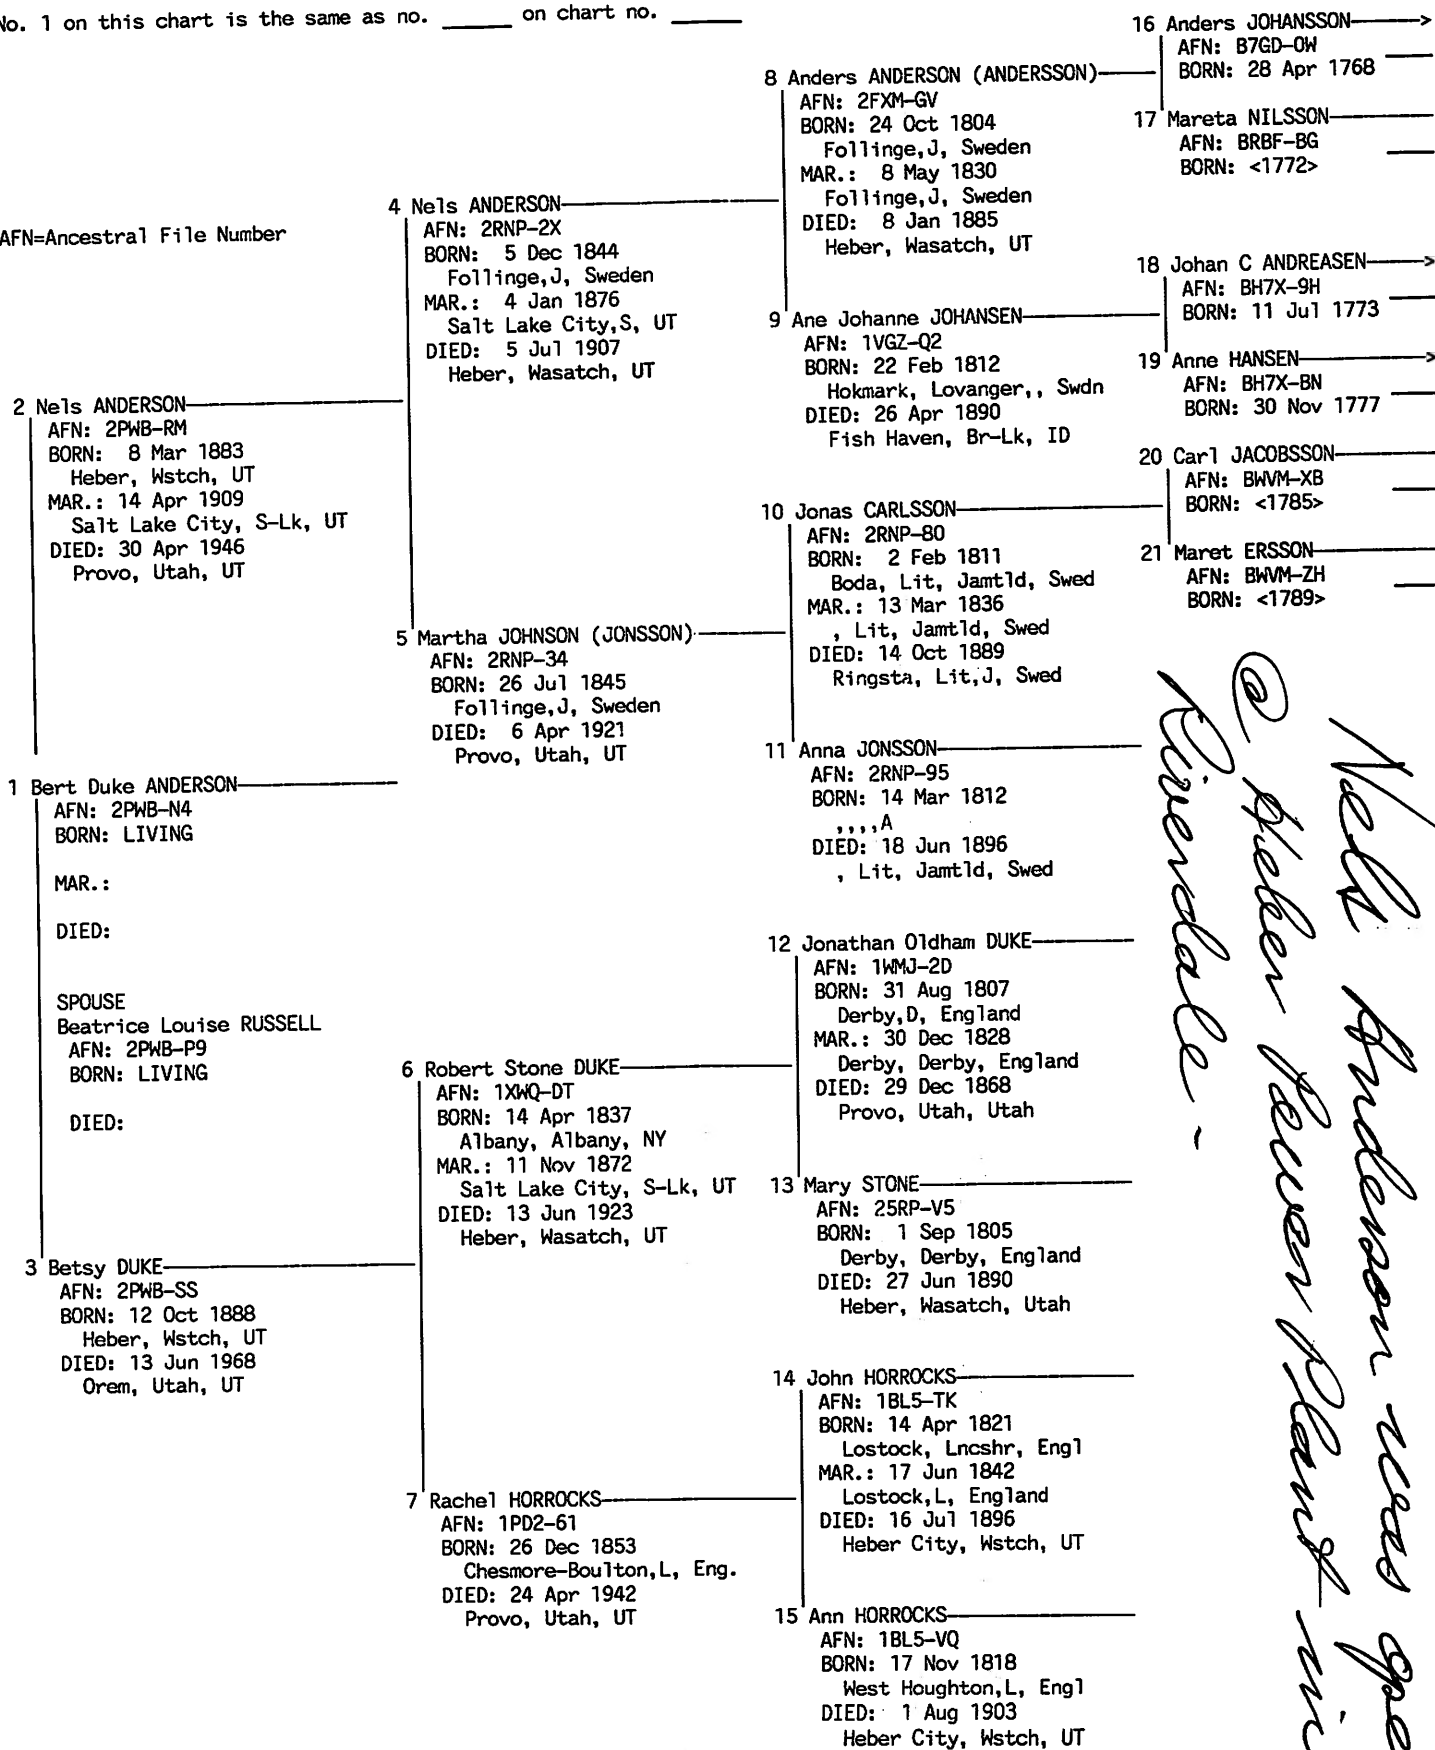 No. 1 on this chart is the same as no. _____ on chart no. _____
AFN=Ancestral File Number
1 Bert Duke ANDERSON
AFN: 2PWB-N4
BORN: LIVING
MAR.:
DIED:
SPOUSE
Beatrice Louise RUSSELL
AFN: 2PWB-P9
BORN: LIVING
DIED:
2 Nels ANDERSON
AFN: 2PWB-RM
BORN: 8 Mar 1883
Heber, Wstch, UT
MAR.: 14 Apr 1909
Salt Lake City, S-Lk, UT
DIED: 30 Apr 1946
Provo, Utah, UT
3 Betsy DUKE
AFN: 2PWB-SS
BORN: 12 Oct 1888
Heber, Wstch, UT
DIED: 13 Jun 1968
Orem, Utah, UT
4 Nels ANDERSON
AFN: 2RNP-2X
BORN: 5 Dec 1844
Follinge,J, Sweden
MAR.: 4 Jan 1876
Salt Lake City,S, UT
DIED: 5 Jul 1907
Heber, Wasatch, UT
5 Martha JOHNSON (JONSSON)
AFN: 2RNP-34
BORN: 26 Jul 1845
Follinge,J, Sweden
DIED: 6 Apr 1921
Provo, Utah, UT
6 Robert Stone DUKE
AFN: 1XWQ-DT
BORN: 14 Apr 1837
Albany, Albany, NY
MAR.: 11 Nov 1872
Salt Lake City, S-Lk, UT
DIED: 13 Jun 1923
Heber, Wasatch, UT
7 Rachel HORROCKS
AFN: 1PD2-61
BORN: 26 Dec 1853
Chesmore-Boulton,L, Eng.
DIED: 24 Apr 1942
Provo, Utah, UT
8 Anders ANDERSON (ANDERSSON)
AFN: 2FXM-GV
BORN: 24 Oct 1804
Follinge,J, Sweden
MAR.: 8 May 1830
Follinge,J, Sweden
DIED: 8 Jan 1885
Heber, Wasatch, UT
9 Ane Johanne JOHANSEN
AFN: 1VGZ-Q2
BORN: 22 Feb 1812
Hokmark, Lovanger,, Swdn
DIED: 26 Apr 1890
Fish Haven, Br-Lk, ID
10 Jonas CARLSSON
AFN: 2RNP-80
BORN: 2 Feb 1811
Boda, Lit, Jamtld, Swed
MAR.: 13 Mar 1836
, Lit, Jamtld, Swed
DIED: 14 Oct 1889
Ringsta, Lit,J, Swed
11 Anna JONSSON
AFN: 2RNP-95
BORN: 14 Mar 1812
,,,,A
DIED: 18 Jun 1896
, Lit, Jamtld, Swed
12 Jonathan Oldham DUKE
AFN: 1WMJ-2D
BORN: 31 Aug 1807
Derby,D, England
MAR.: 30 Dec 1828
Derby, Derby, England
DIED: 29 Dec 1868
Provo, Utah, Utah
13 Mary STONE
AFN: 25RP-V5
BORN: 1 Sep 1805
Derby, Derby, England
DIED: 27 Jun 1890
Heber, Wasatch, Utah
14 John HORROCKS
AFN: 1BL5-TK
BORN: 14 Apr 1821
Lostock, Lncshr, Engl
MAR.: 17 Jun 1842
Lostock,L, England
DIED: 16 Jul 1896
Heber City, Wstch, UT
15 Ann HORROCKS
AFN: 1BL5-VQ
BORN: 17 Nov 1818
West Houghton,L, Engl
DIED: 1 Aug 1903
Heber City, Wstch, UT
16 Anders JOHANSSON
AFN: B7GD-0W
BORN: 28 Apr 1768
17 Mareta NILSSON
AFN: BRBF-BG
BORN: <1772>
18 Johan C ANDREASEN
AFN: BH7X-9H
BORN: 11 Jul 1773
19 Anne HANSEN
AFN: BH7X-BN
BORN: 30 Nov 1777
20 Carl JACOBSSON
AFN: BWVM-XB
BORN: <1785>
21 Maret ERSSON
AFN: BWVM-ZH
BORN: <1789>
Nels Anderson was ope
@ Heber Power Plant in
Riverdale -